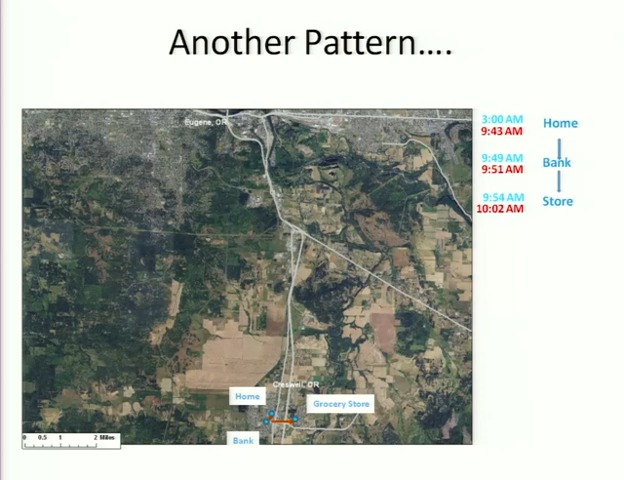 Another Pattern....
Eugene, OR
3:00 AM
9:43 AM
Home
9:49 AM
9:51 AM
Bank
9:54 AM
10:02 AM
Store
Creswell, OR
Home
Grocery Store
Bank
0 0.5 1 2 Miles